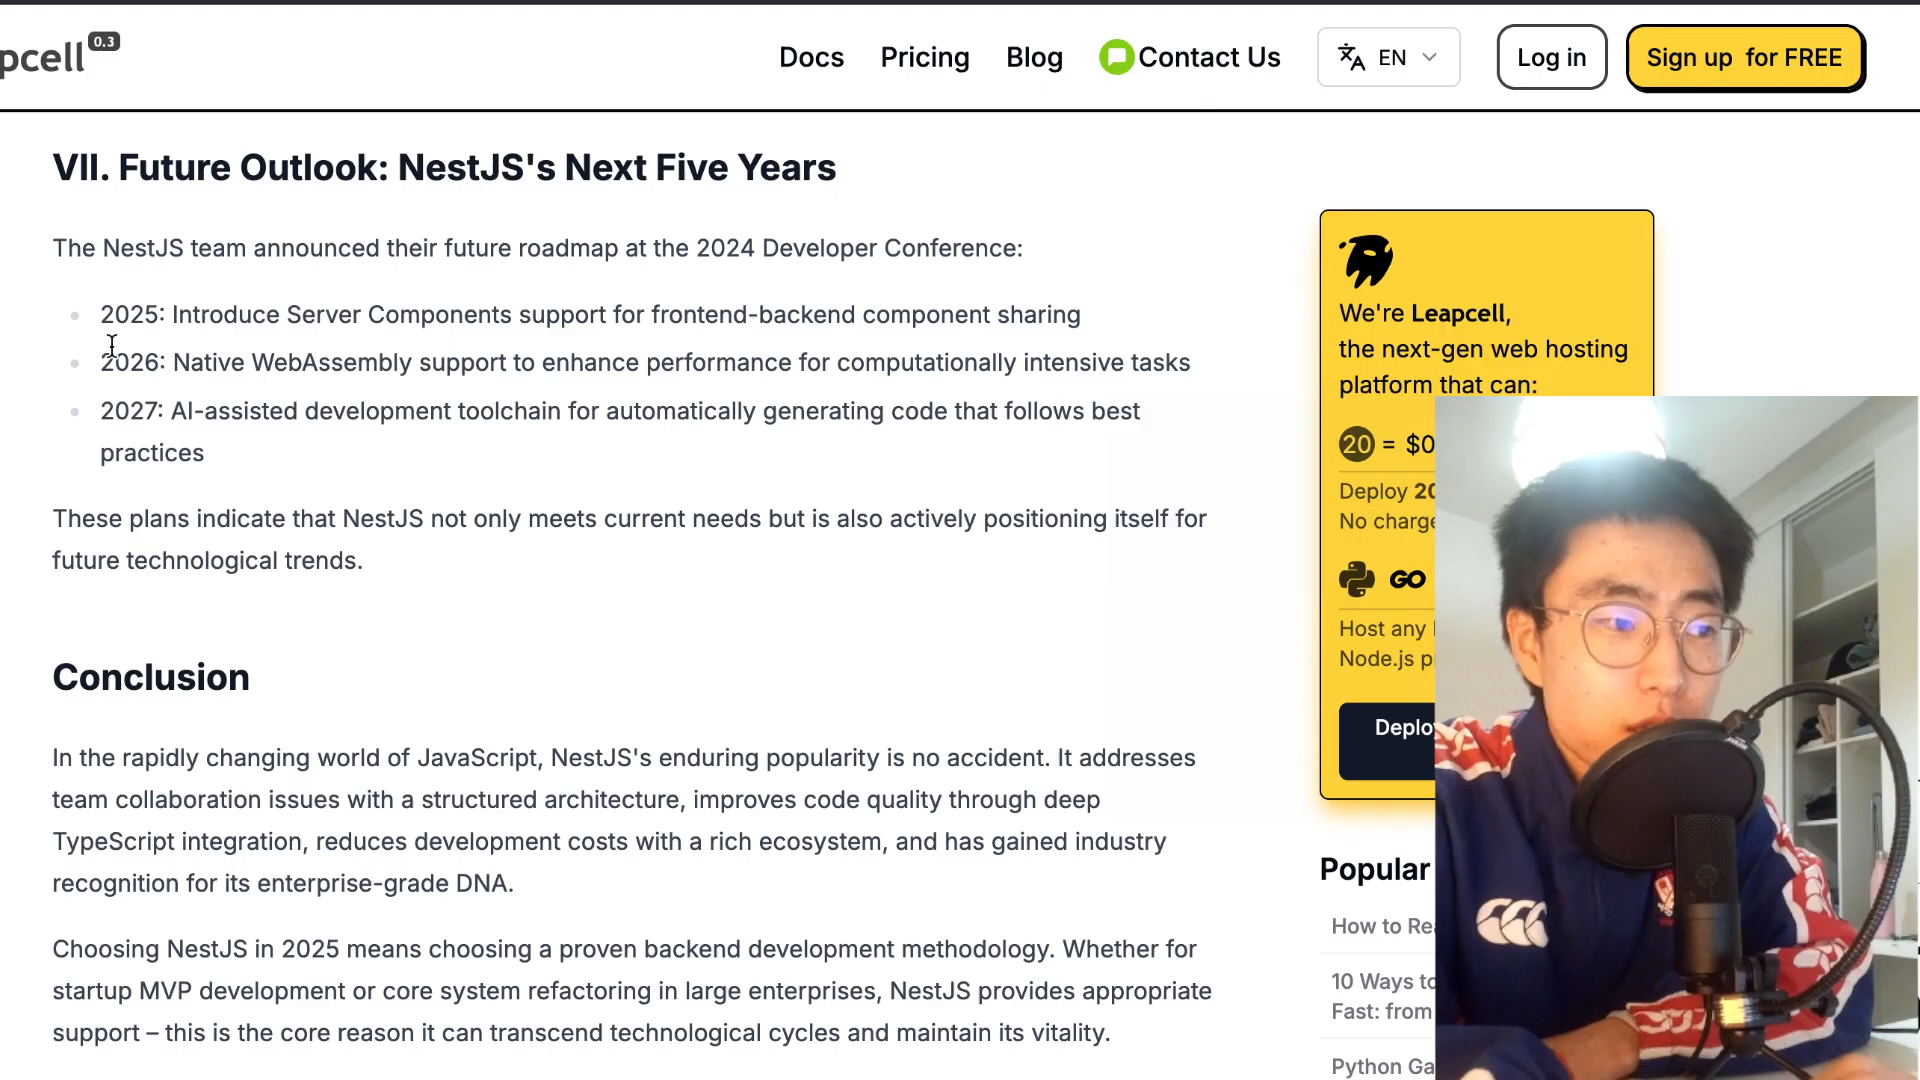 pcell 0.3
Docs Pricing Blog Contact Us EN Log in Sign up for FREE
VII. Future Outlook: NestJS's Next Five Years
The NestJS team announced their future roadmap at the 2024 Developer Conference:
2025: Introduce Server Components support for frontend-backend component sharing
2026: Native WebAssembly support to enhance performance for computationally intensive tasks
2027: AI-assisted development toolchain for automatically generating code that follows best
practices
These plans indicate that NestJS not only meets current needs but is also actively positioning itself for
future technological trends.
Conclusion
In the rapidly changing world of JavaScript, NestJS's enduring popularity is no accident. It addresses
team collaboration issues with a structured architecture, improves code quality through deep
TypeScript integration, reduces development costs with a rich ecosystem, and has gained industry
recognition for its enterprise-grade DNA.
Choosing NestJS in 2025 means choosing a proven backend development methodology. Whether for
startup MVP development or core system refactoring in large enterprises, NestJS provides appropriate
support – this is the core reason it can transcend technological cycles and maintain its vitality.
We're Leapcell,
the next-gen web hosting
platform that can:
20 = $0
Deploy 20
No charge
GO
Host any
Node.js p
Deploy
Popular
How to Rea
10 Ways to
Fast: from
Python Ga